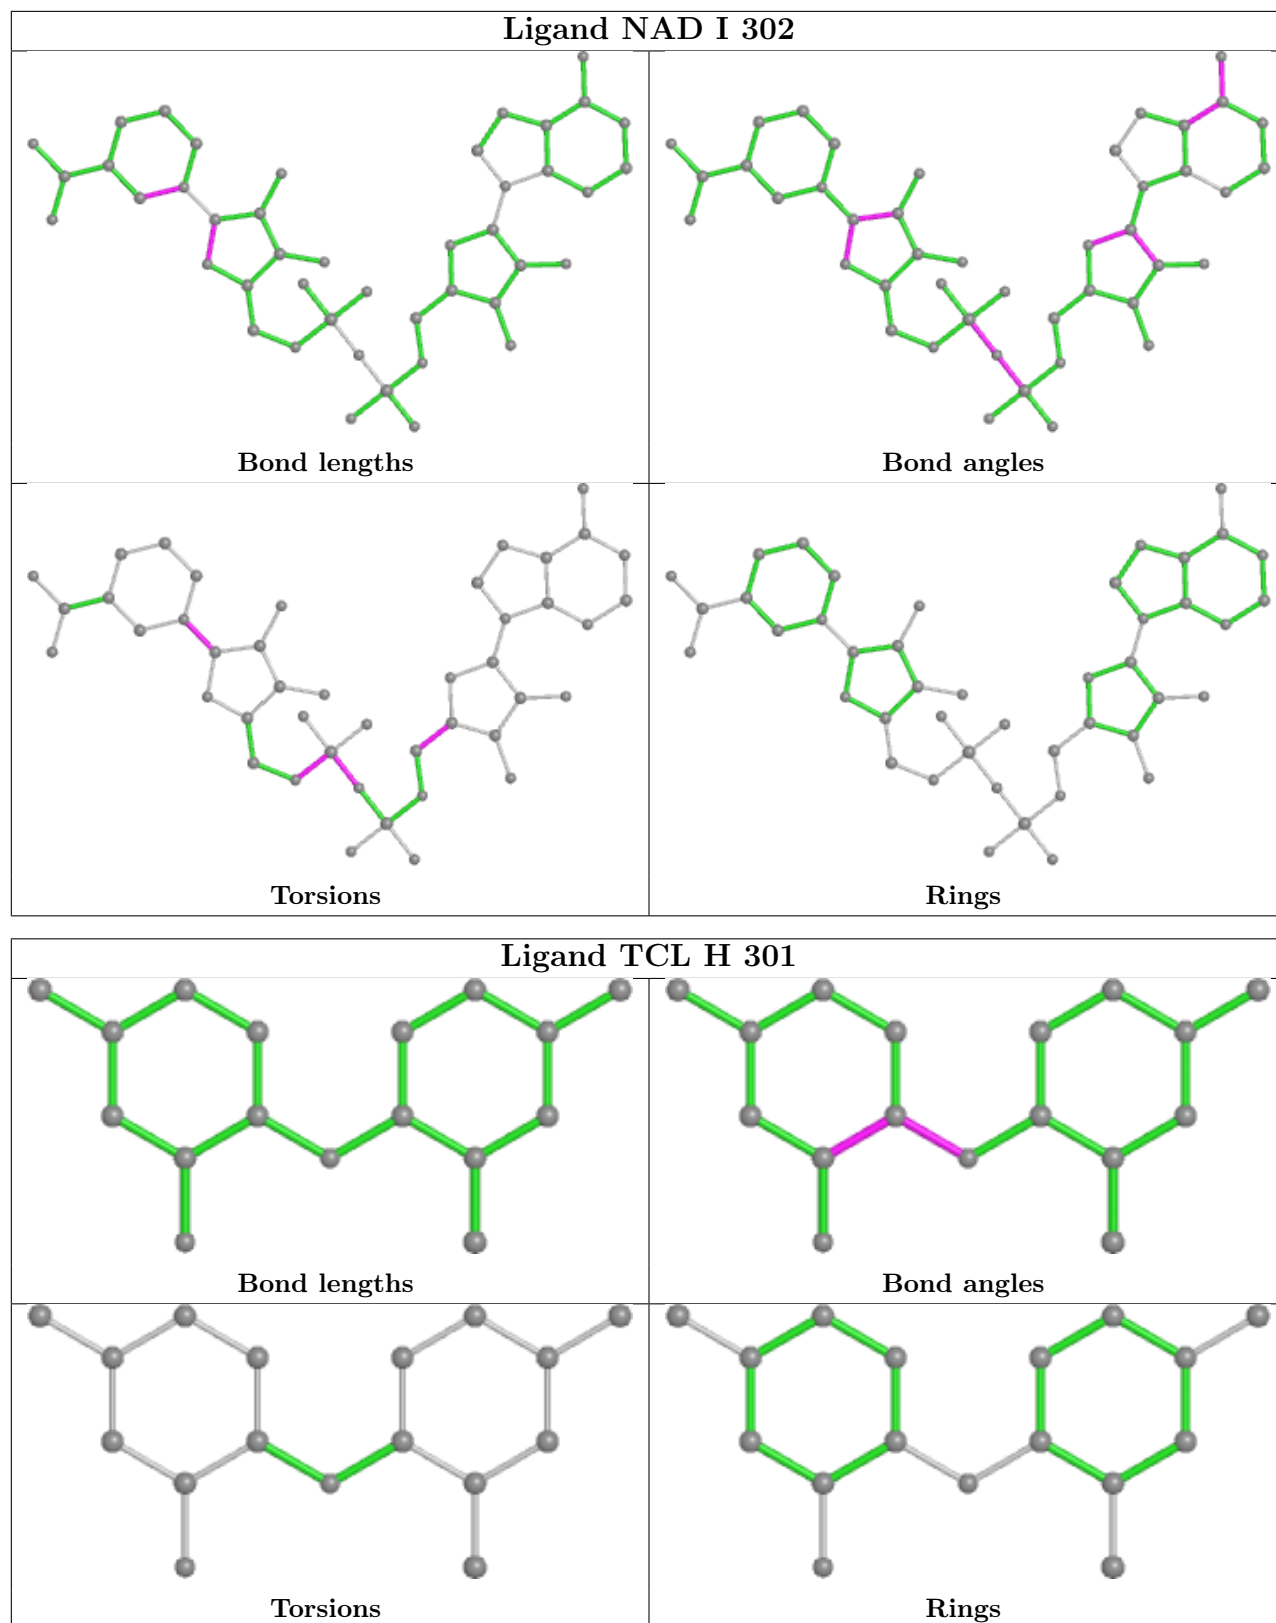 Ligand NAD I 302
Bond lengths
Bond angles
Torsions
Rings
Ligand TCL H 301
Bond lengths
Bond angles
Torsions
Rings